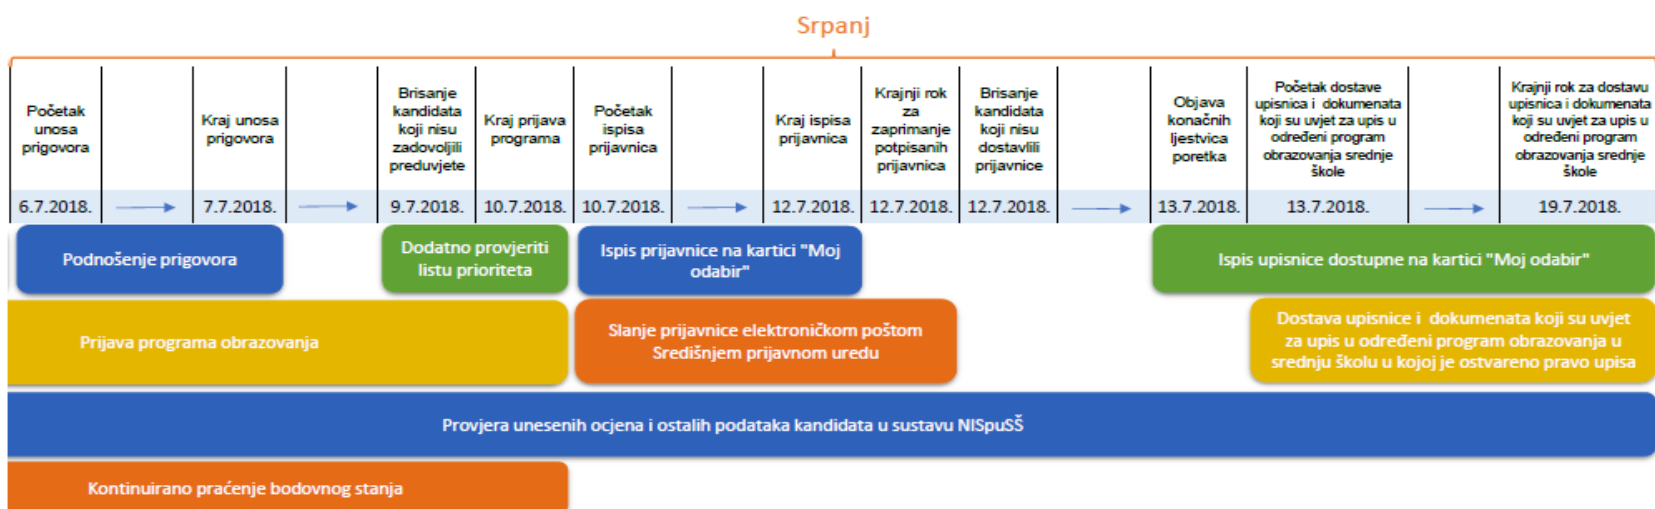 Srpanj
Početak
unosa
prigovora
Kraj unosa
prigovora
Brisanje
kandidata
koji nisu
zadovoljili
preduvjete
Kraj prijava
programa
Početak
ispisa
prijavnica
Kraj ispisa
prijavnica
Krajnji rok
za
zaprimanje
potpisanih
prijavnica
Brisanje
kandidata
koji nisu
dostavlili
prijavnice
Objava
konačnih
ljestvica
poretka
Početak dostave
upisnica i dokumenata
koji su uvjet za upis u
određeni program
obrazovanja srednje
škole
Krajnji rok za dostavu
upisnica i dokumenata
koji su uvjet za upis u
određeni program
obrazovanja srednje
škole
6.7.2018.
7.7.2018.
9.7.2018.
10.7.2018.
10.7.2018.
12.7.2018.
12.7.2018.
12.7.2018.
13.7.2018.
13.7.2018.
19.7.2018.
Podnošenje prigovora
Dodatno provjeriti
listu prioriteta
Ispis prijavnice na kartici "Moj
odabir"
Ispis upisnice dostupne na kartici "Moj odabir"
Prijava programa obrazovanja
Slanje prijavnice elektroničkom poštom
Središnjem prijavnom uredu
Dostava upisnice i dokumenata koji su uvjet
za upis u određeni program obrazovanja u
srednju školu u kojoj je ostvareno pravo upisa
Provjera unesenih ocjena i ostalih podataka kandidata u sustavu NISpuSŠ
Kontinuirano praćenje bodovnog stanja